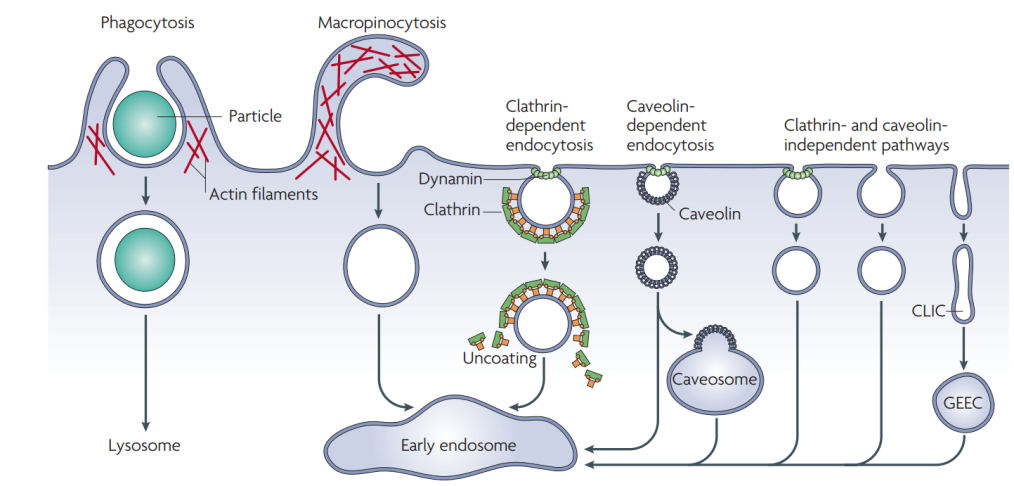 Phagocytosis
Macropinocytosis
Clathrin-
dependent
endocytosis
Caveolin-
dependent
endocytosis
Clathrin- and caveolin-
independent pathways
Particle
Actin filaments
Dynamin
Clathrin
Caveolin
CLIC
Uncoating
Caveosome
GEEC
Lysosome
Early endosome